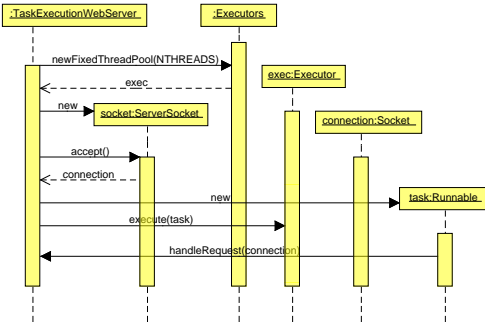 :TaskExecutionWebServer
:Executors
newFixedThreadPool(NTHREADS)
exec:Executor
exec
new
socket:ServerSocket
connection:Socket
accept()
connection
new
task:Runnable
execute(task)
handleRequest(connection)